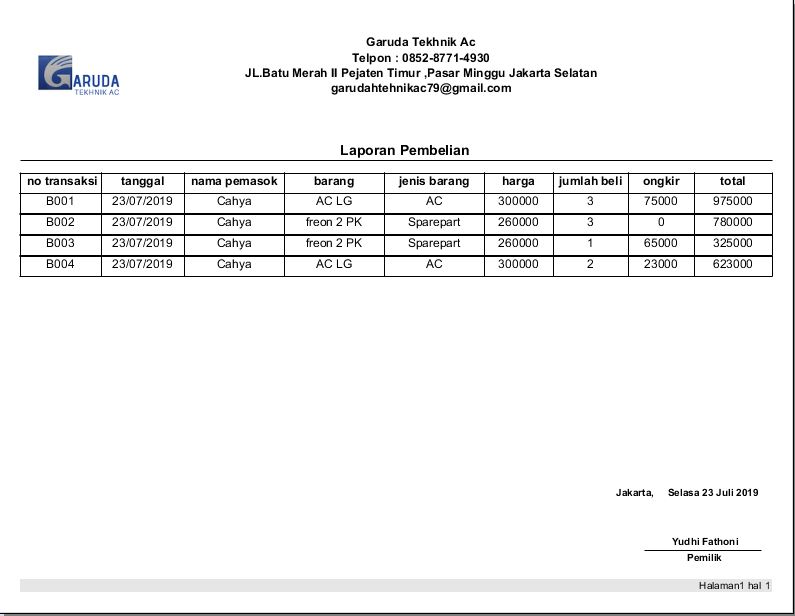 Garuda Tekhnik Ac
Telpon : 0852-8771-4930
JL.Batu Merah II Pejaten Timur ,Pasar Minggu Jakarta Selatan
garudahtehnikac79@gmail.com
GARUDA
TEKHNIK AC
Laporan Pembelian
no transaksi tanggal nama pemasok barang jenis barang harga jumlah beli ongkir total
B001 23/07/2019 Cahya AC LG AC 300000 3 75000 975000
B002 23/07/2019 Cahya freon 2 PK Sparepart 260000 3 0 780000
B003 23/07/2019 Cahya freon 2 PK Sparepart 260000 1 65000 325000
B004 23/07/2019 Cahya AC LG AC 300000 2 23000 623000
Jakarta, Selasa 23 Juli 2019
Yudhi Fathoni
Pemilik
Halaman1 hal 1